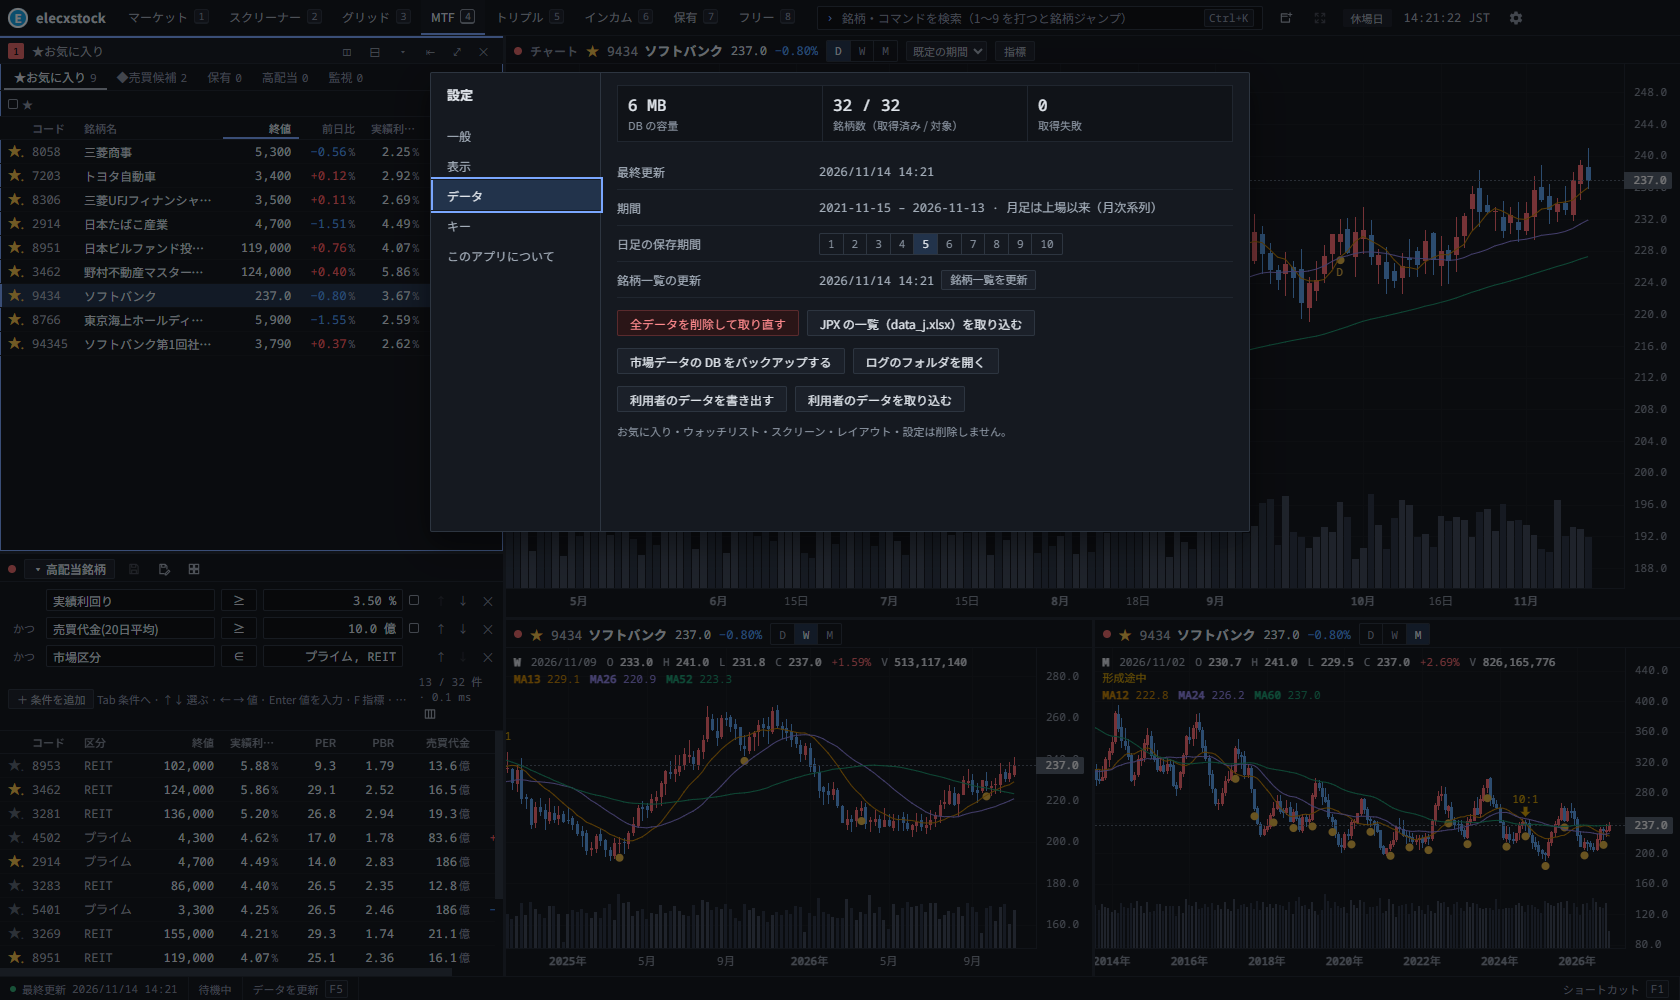 E elecxstock マーケット 1 スクリーナー 2 グリッド 3 MTF 4 トリプル 5 インカム 6 保有 7 フリー 8 › 銘柄・コマンドを検索（1〜9 を打つと銘柄ジャンプ） Ctrl+K 休場日 14:21:22 JST
1 ★お気に入り
★お気に入り 9 ◆売買候補 2 保有 0 高配当 0 監視 0
★
コード 銘柄名 終値 前日比 実績利…
8058 三菱商事 5,300 −0.56% 2.25%
7203 トヨタ自動車 3,400 +0.12% 2.92%
8306 三菱UFJフィナンシャ… 3,500 +0.11% 2.69%
2914 日本たばこ産業 4,700 −1.51% 4.49%
8951 日本ビルファンド投… 119,000 +0.76% 4.07%
3462 野村不動産マスター… 124,000 +0.40% 5.86%
9434 ソフトバンク 237.0 −0.80% 3.67%
8766 東京海上ホールディ… 5,900 −1.55% 2.59%
94345 ソフトバンク第1回社… 3,790 +0.37% 2.62%
チャート ★ 9434 ソフトバンク 237.0 −0.80% D W M 既定の期間 指標
248.0
244.0
240.0
237.0
232.0
228.0
224.0
220.0
216.0
212.0
208.0
204.0
200.0
196.0
192.0
188.0
D
5月 6月 15日 7月 15日 8月 18日 9月 10月 16日 11月
設定
一般
表示
データ
キー
このアプリについて
6 MB
DB の容量
32 / 32
銘柄数（取得済み / 対象）
0
取得失敗
最終更新 2026/11/14 14:21
期間 2021-11-15 – 2026-11-13 · 月足は上場以来（月次系列）
日足の保存期間 1 2 3 4 5 6 7 8 9 10
銘柄一覧の更新 2026/11/14 14:21 銘柄一覧を更新
全データを削除して取り直す JPX の一覧（data_j.xlsx）を取り込む
市場データの DB をバックアップする ログのフォルダを開く
利用者のデータを書き出す 利用者のデータを取り込む
お気に入り・ウォッチリスト・スクリーン・レイアウト・設定は削除しません。
高配当銘柄
実績利回り ≥ 3.50 % ↑ ↓ ×
かつ 売買代金(20日平均) ≥ 10.0 億 ↑ ↓ ×
かつ 市場区分 ∈ プライム, REIT ↑ ↓ ×
＋条件を追加 Tab 条件へ · ↑↓ 選ぶ · ←→ 値 · Enter 値を入力 · F 指標 · …
13 / 32 件
· 0.1 ms
コード 区分 終値 実績利… PER PBR 売買代金
8953 REIT 102,000 5.88% 9.3 1.79 13.6億
3462 REIT 124,000 5.86% 29.1 2.52 16.5億
3281 REIT 136,000 5.20% 26.8 2.94 19.3億
4502 プライム 4,300 4.62% 17.0 1.78 83.6億 +
2914 プライム 4,700 4.49% 14.0 2.83 186億
3283 REIT 86,000 4.40% 26.5 2.35 12.8億
5401 プライム 3,300 4.25% 26.5 2.46 186億 −
3269 REIT 155,000 4.21% 29.3 1.74 21.1億
8951 REIT 119,000 4.07% 25.1 2.36 16.1億
★ 9434 ソフトバンク 237.0 −0.80% D W M
W 2026/11/09 O 233.0 H 241.0 L 231.8 C 237.0 +1.59% V 513,117,140
MA13 229.1 MA26 220.9 MA52 223.3
1
280.0
260.0
237.0
220.0
200.0
180.0
160.0
2025年 5月 9月 2026年 5月 9月
★ 9434 ソフトバンク 237.0 −0.80% D W M
M 2026/11/02 O 230.7 H 241.0 L 229.5 C 237.0 +2.69% V 826,165,776
形成途中
MA12 222.8 MA24 226.2 MA60 237.0
10:1
440.0
400.0
360.0
320.0
280.0
237.0
200.0
160.0
120.0
80.0
2014年 2016年 2018年 2020年 2022年 2024年 2026年
最終更新 2026/11/14 14:21 待機中 データを更新 F5 ショートカット F1